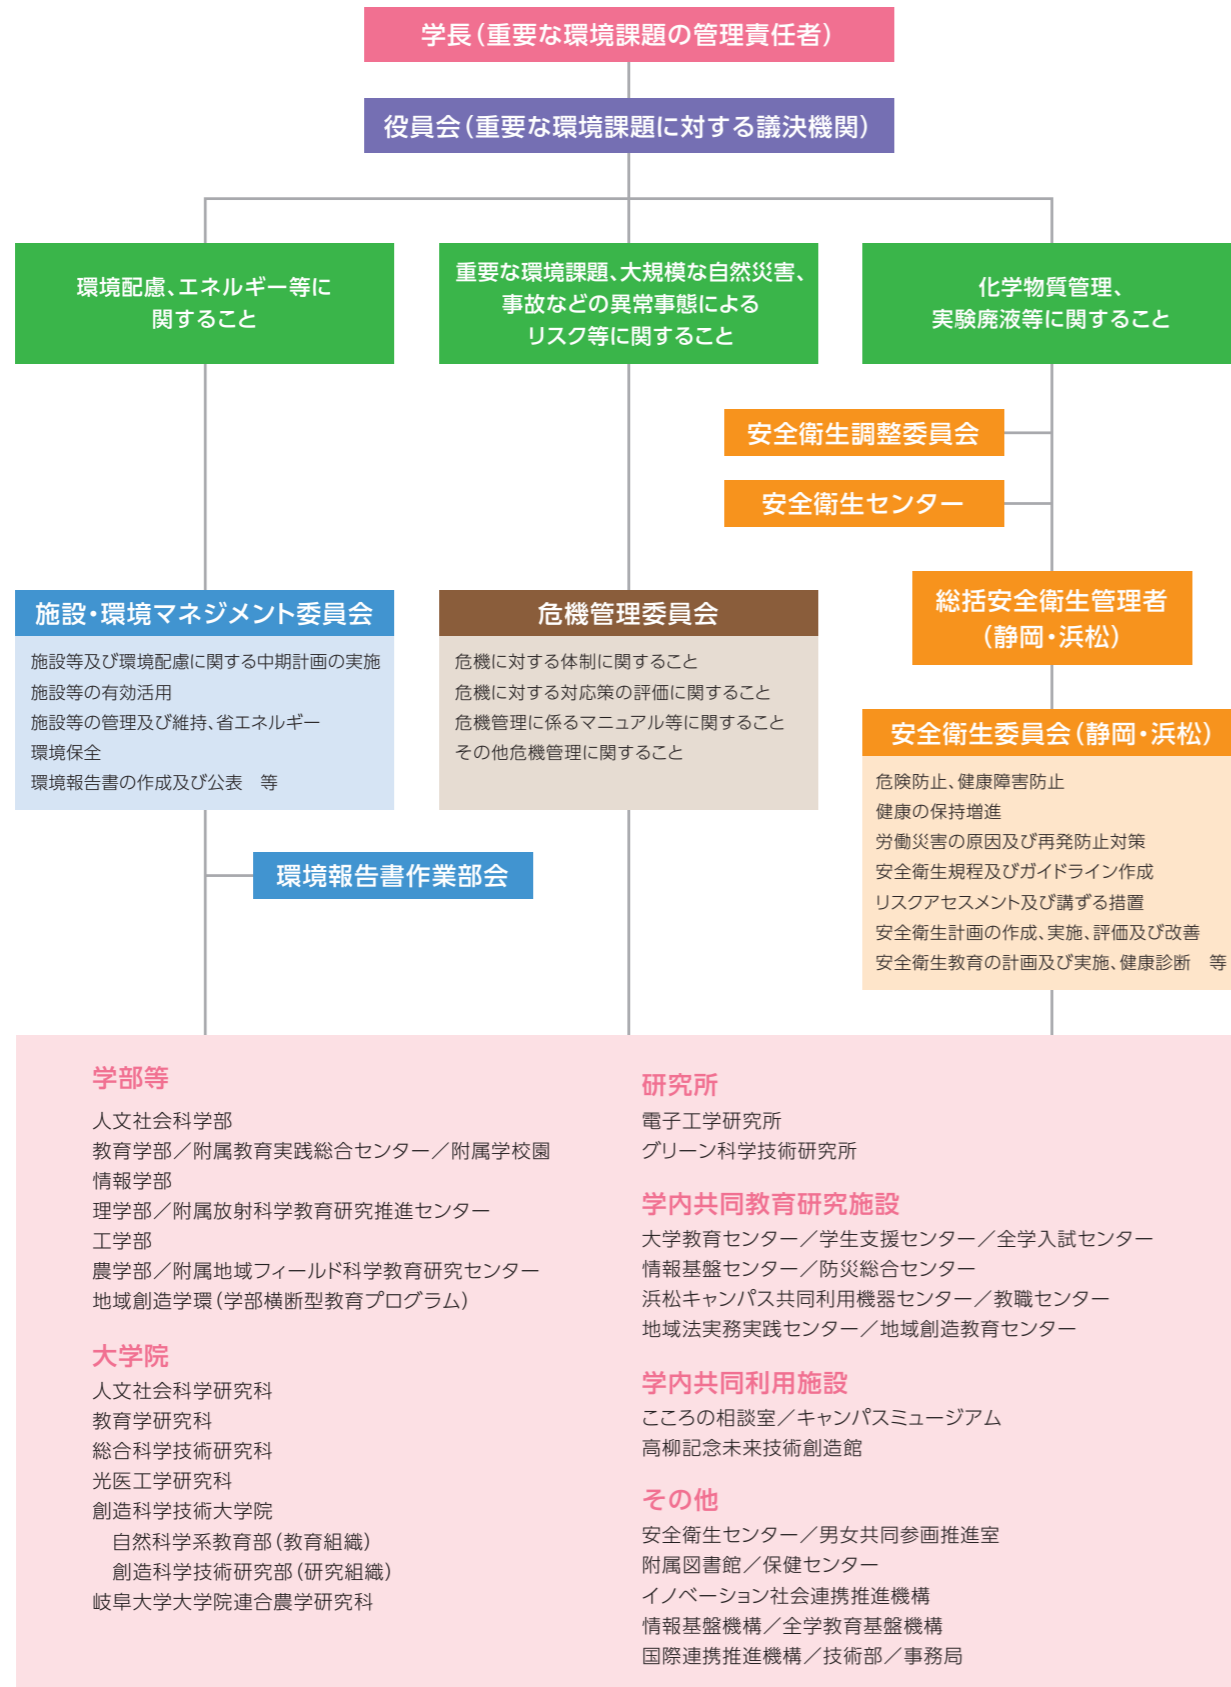 学長（重要な環境課題の管理責任者）
役員会（重要な環境課題に対する議決機関）
環境配慮、エネルギー等に
関すること
重要な環境課題、大規模な自然災害、
事故などの異常事態による
リスク等に関すること
化学物質管理、
実験廃液等に関すること
安全衛生調整委員会
安全衛生センター
総括安全衛生管理者
（静岡・浜松）
施設・環境マネジメント委員会
施設等及び環境配慮に関する中期計画の実施
施設等の有効活用
施設等の管理及び維持、省エネルギー
環境保全
環境報告書の作成及び公表　等
危機管理委員会
危機に対する体制に関すること
危機に対する対応策の評価に関すること
危機管理に係るマニュアル等に関すること
その他危機管理に関すること
安全衛生委員会（静岡・浜松）
危険防止、健康障害防止
健康の保持増進
労働災害の原因及び再発防止対策
安全衛生規程及びガイドライン作成
リスクアセスメント及び講ずる措置
安全衛生計画の作成、実施、評価及び改善
安全衛生教育の計画及び実施、健康診断　等
環境報告書作業部会
学部等
人文社会科学部
教育学部／附属教育実践総合センター／附属学校園
情報学部
理学部／附属放射科学教育研究推進センター
工学部
農学部／附属地域フィールド科学教育研究センター
地域創造学環（学部横断型教育プログラム）
大学院
人文社会科学研究科
教育学研究科
総合科学技術研究科
光医工学研究科
創造科学技術大学院
自然科学系教育部（教育組織）
創造科学技術研究部（研究組織）
岐阜大学大学院連合農学研究科
研究所
電子工学研究所
グリーン科学技術研究所
学内共同教育研究施設
大学教育センター／学生支援センター／全学入試センター
情報基盤センター／防災総合センター
浜松キャンパス共同利用機器センター／教職センター
地域法実務実践センター／地域創造教育センター
学内共同利用施設
こころの相談室／キャンパスミュージアム
高柳記念未来技術創造館
その他
安全衛生センター／男女共同参画推進室
附属図書館／保健センター
イノベーション社会連携推進機構
情報基盤機構／全学教育基盤機構
国際連携推進機構／技術部／事務局